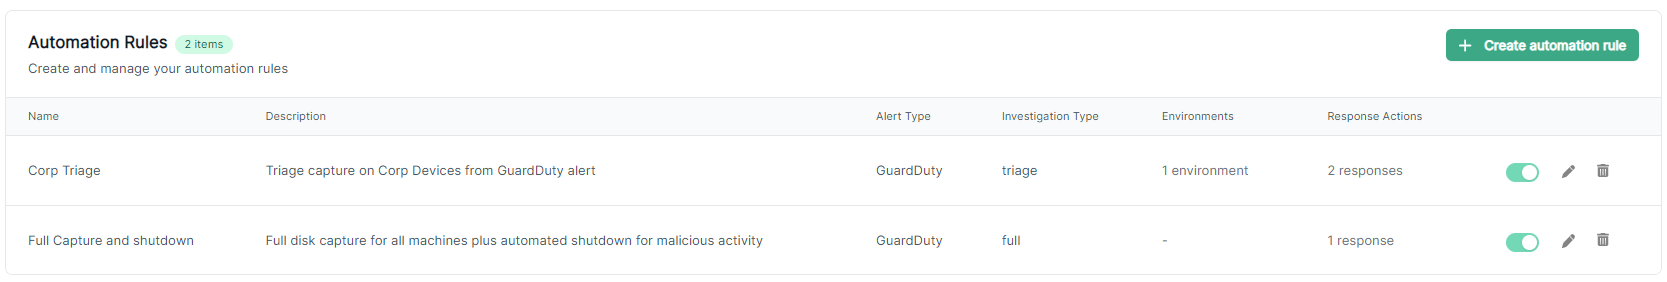 Automation Rules 2 items
Create and manage your automation rules
+ Create automation rule
Name Description Alert Type Investigation Type Environments Response Actions
Corp Triage Triage capture on Corp Devices from GuardDuty alert GuardDuty triage 1 environment 2 responses
Full Capture and shutdown Full disk capture for all machines plus automated shutdown for malicious activity GuardDuty full - 1 response